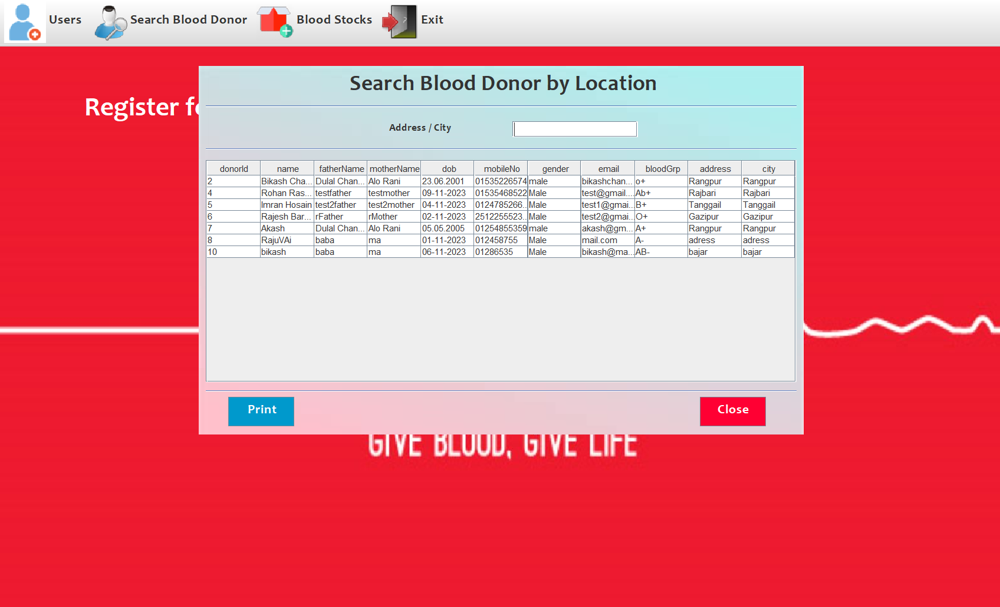 Users Search Blood Donor Blood Stocks Exit
Search Blood Donor by Location
Register fo
Address / City
donorId name fatherName motherName dob mobileNo gender email bloodGrp address city
2 Bikash Cha... Dulal Chan... Alo Rani 23.06.2001 01535226574 male bikashchan... o+ Rangpur Rangpur
4 Rohan Ras... testfather testmother 09-11-2023 01535468522 Male test@gmail.... Ab+ Rajbari Rajbari
5 Imran Hosain test2father test2mother 04-11-2023 0124785266... Male test1@gmai... B+ Tanggail Tanggail
6 Rajesh Bar... rFather rMother 02-11-2023 2512255523... Male test2@gmai... O+ Gazipur Gazipur
7 Akash Dulal Chan... Alo Rani 05.05.2005 01254855359 male akash@gm... A+ Rangpur Rangpur
8 RajuVAi baba ma 01-11-2023 012458755 Male mail.com A- adress adress
10 bikash baba ma 06-11-2023 01286535 Male bikash@ma... AB- bajar bajar
Print Close
GIVE BLOOD, GIVE LIFE